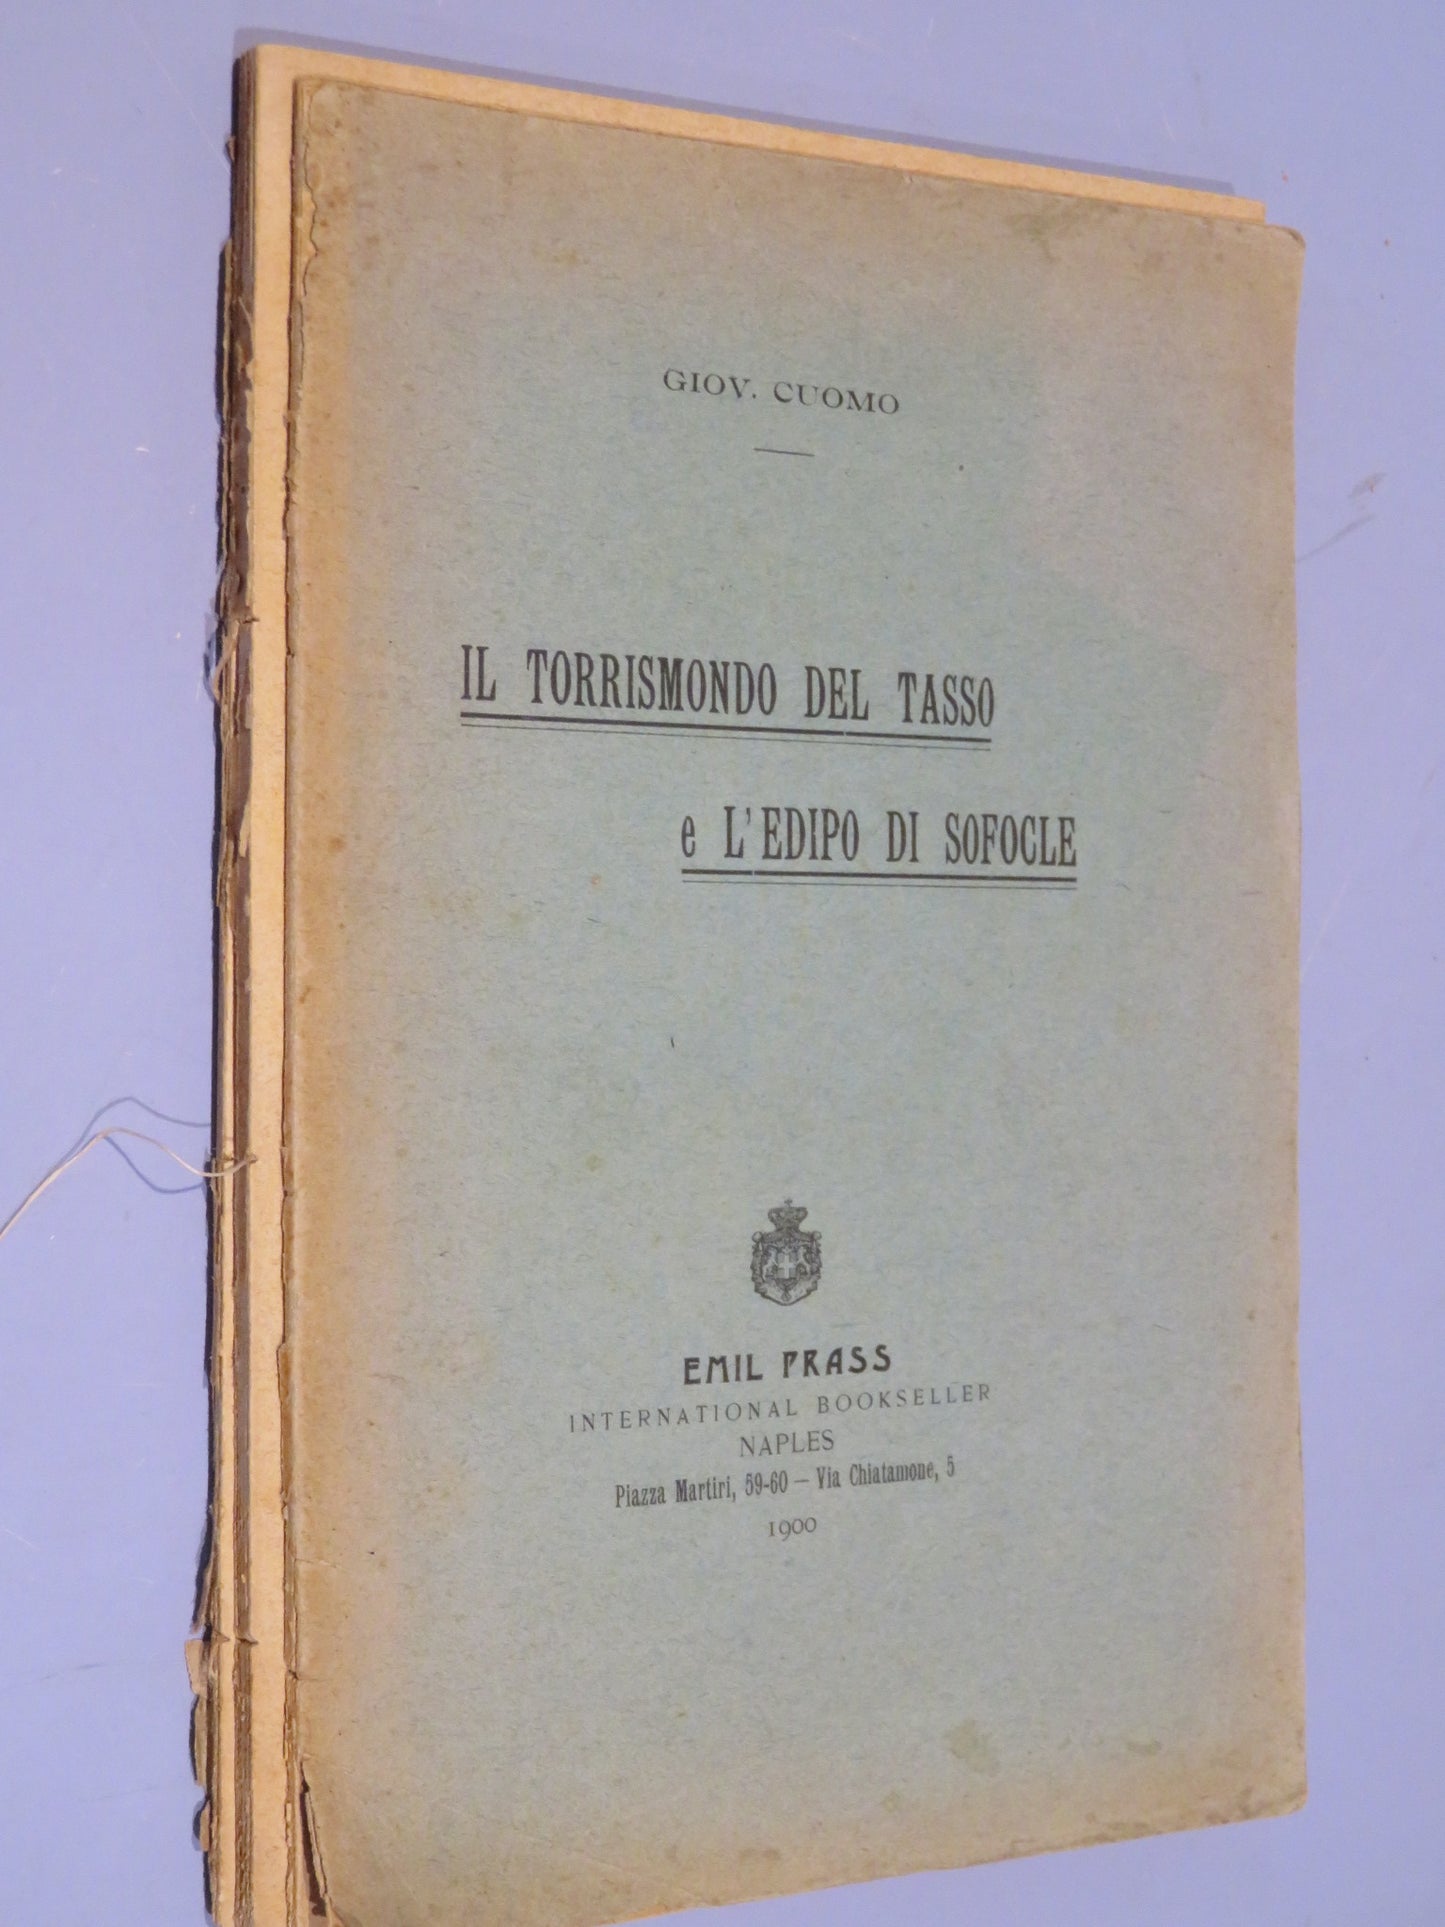 GIOV. CUOMO
IL TORRISMONDO DEL TASSO
e L'EDIPO DI SOFOCLE
EMIL PRASS
INTERNATIONAL BOOKSELLER
NAPLES
Piazza Martiri, 59-60 — Via Chiatamone, 5
1900